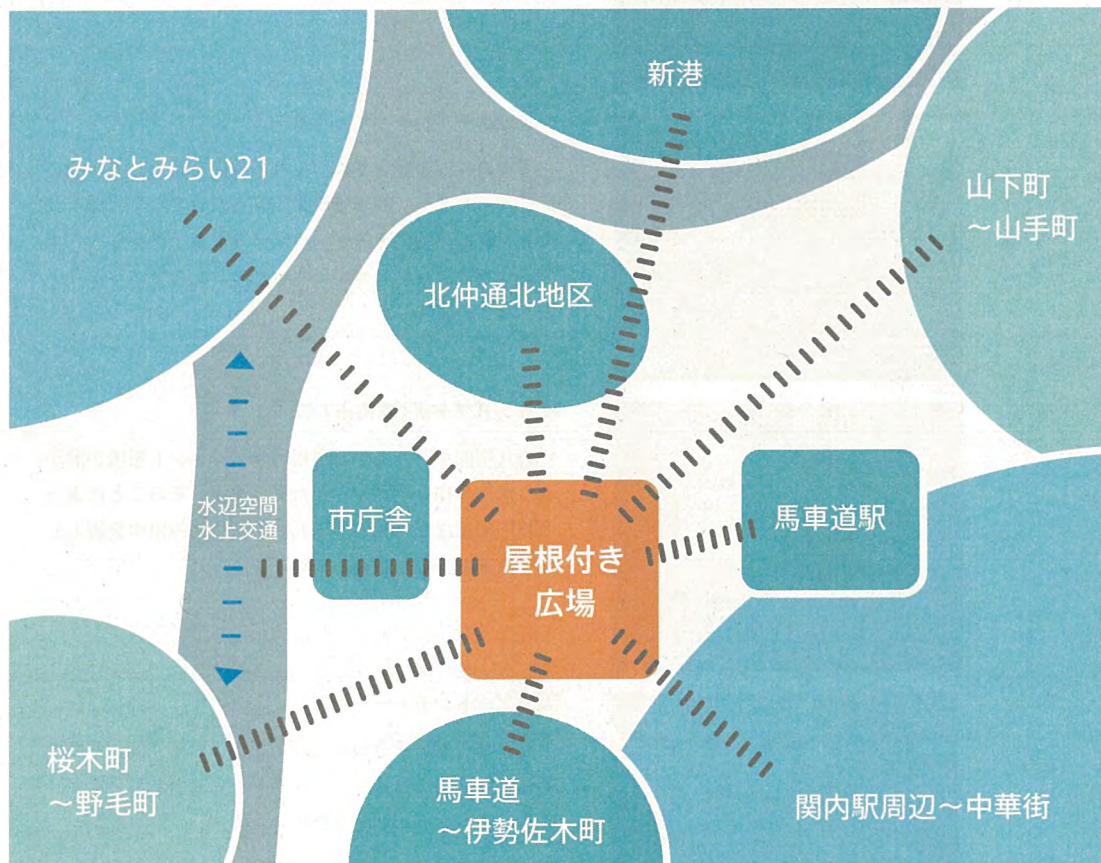 新港
みなとみらい21
山下町
～山手町
北仲通北地区
水辺空間
水上交通
市庁舎
馬車道駅
屋根付き
広場
桜木町
～野毛町
馬車道
～伊勢佐木町
関内駅周辺～中華街